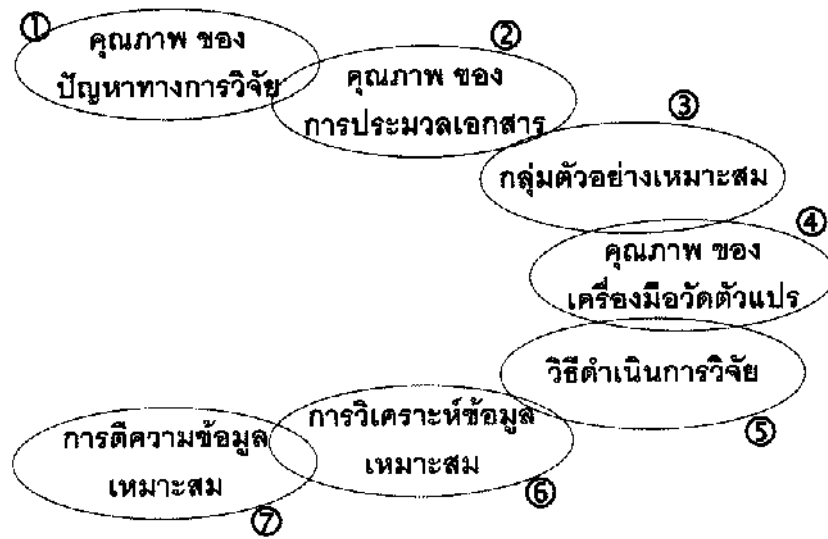 ①
คุณภาพ ของ
ปัญหาทางการวิจัย
②
คุณภาพ ของ
การประมวลเอกสาร
③
กลุ่มตัวอย่างเหมาะสม
④
คุณภาพ ของ
เครื่องมือวัดตัวแปร
วิธีดำเนินการวิจัย
⑤
การวิเคราะห์ข้อมูล
เหมาะสม
⑥
การตีความข้อมูล
เหมาะสม
⑦